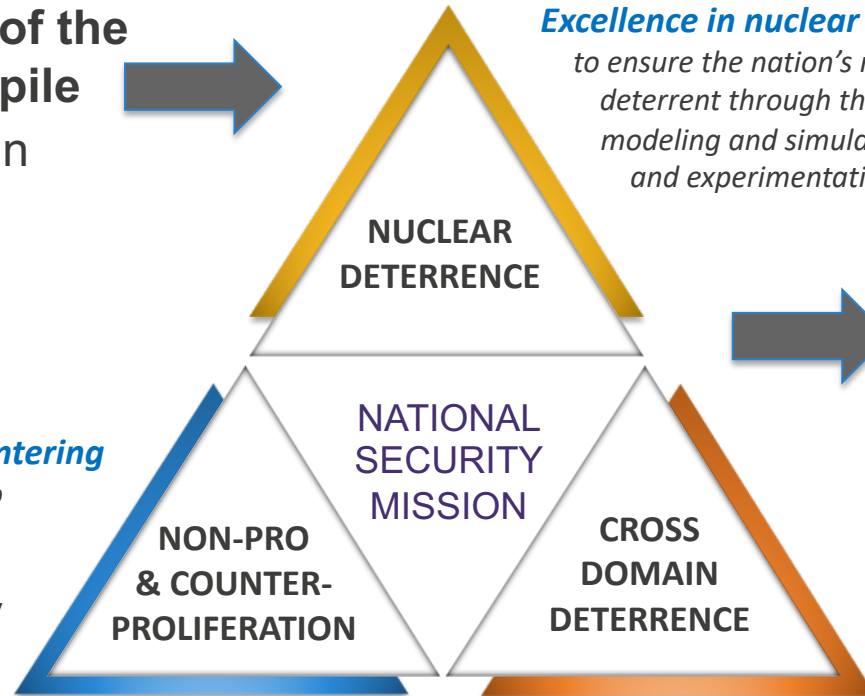 of the
pile
n
Excellence in nuclear
to ensure the nation's
deterrent through th
modeling and simula
and experimentati
NUCLEAR
DETERRENCE
NATIONAL
SECURITY
MISSION
ntering
NON-PRO
& COUNTER-
PROLIFERATION
CROSS
DOMAIN
DETERRENCE